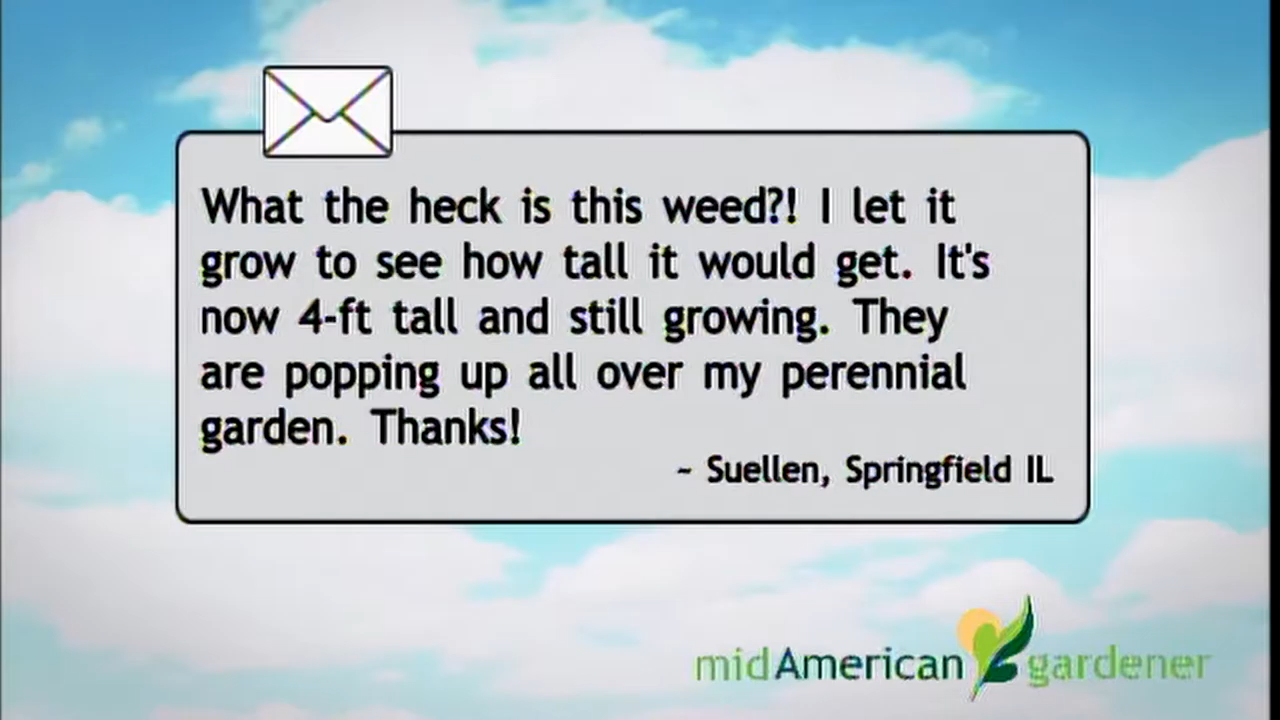 What the heck is this weed?! I let it
grow to see how tall it would get. It's
now 4-ft tall and still growing. They
are popping up all over my perennial
garden. Thanks!
~ Suellen, Springfield IL
midAmerican gardener